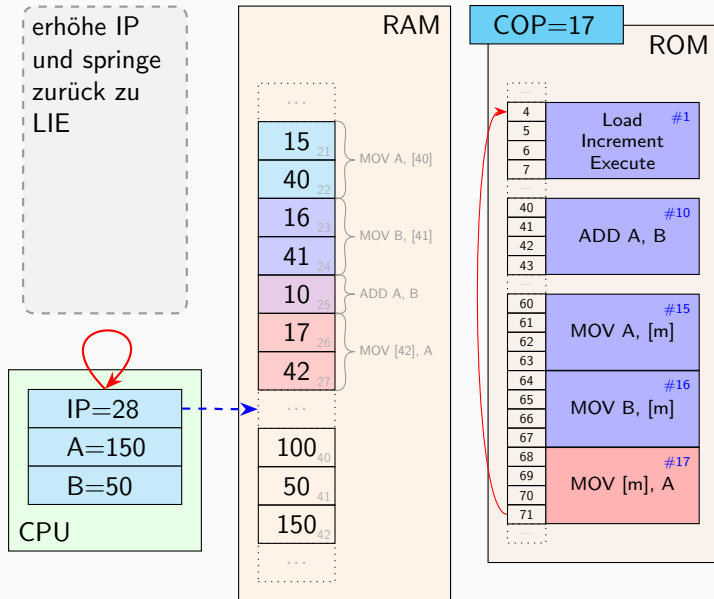 erhöhe IP
und springe
zurück zu
LIE
IP=28
A=150
B=50
CPU
RAM
...
15 21
40 22
MOV A, [40]
16 23
41 24
MOV B, [41]
10 25
ADD A, B
17 26
42 27
MOV [42], A
...
100 40
50 41
150 42
...
COP=17
ROM
...
4
5
6
7
#1
Load
Increment
Execute
...
40
41
42
43
#10
ADD A, B
...
60
61
62
63
#15
MOV A, [m]
64
65
66
67
#16
MOV B, [m]
68
69
70
71
#17
MOV [m], A
...